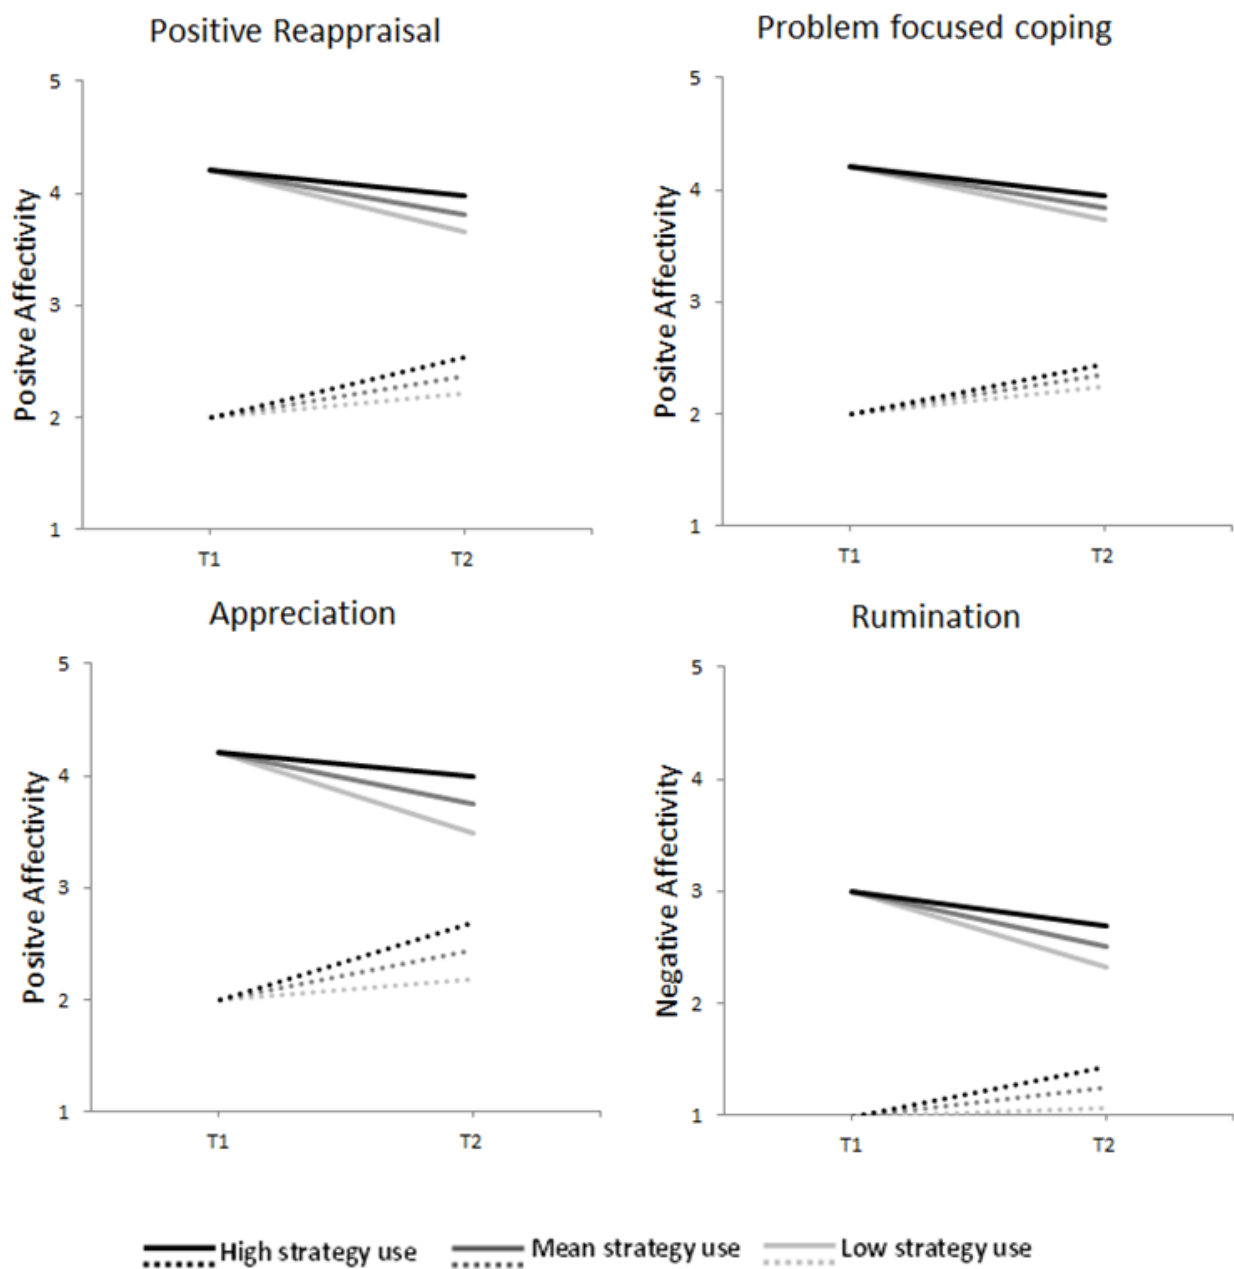 Positive Reappraisal
5
4
3
2
1
Positve Affectivity
T1 T2
Problem focused coping
5
4
3
2
1
Positve Affectivity
T1 T2
Appreciation
5
4
3
2
1
Positve Affectivity
T1 T2
Rumination
5
4
3
2
1
Negative Affectivity
T1 T2
High strategy use Mean strategy use Low strategy use